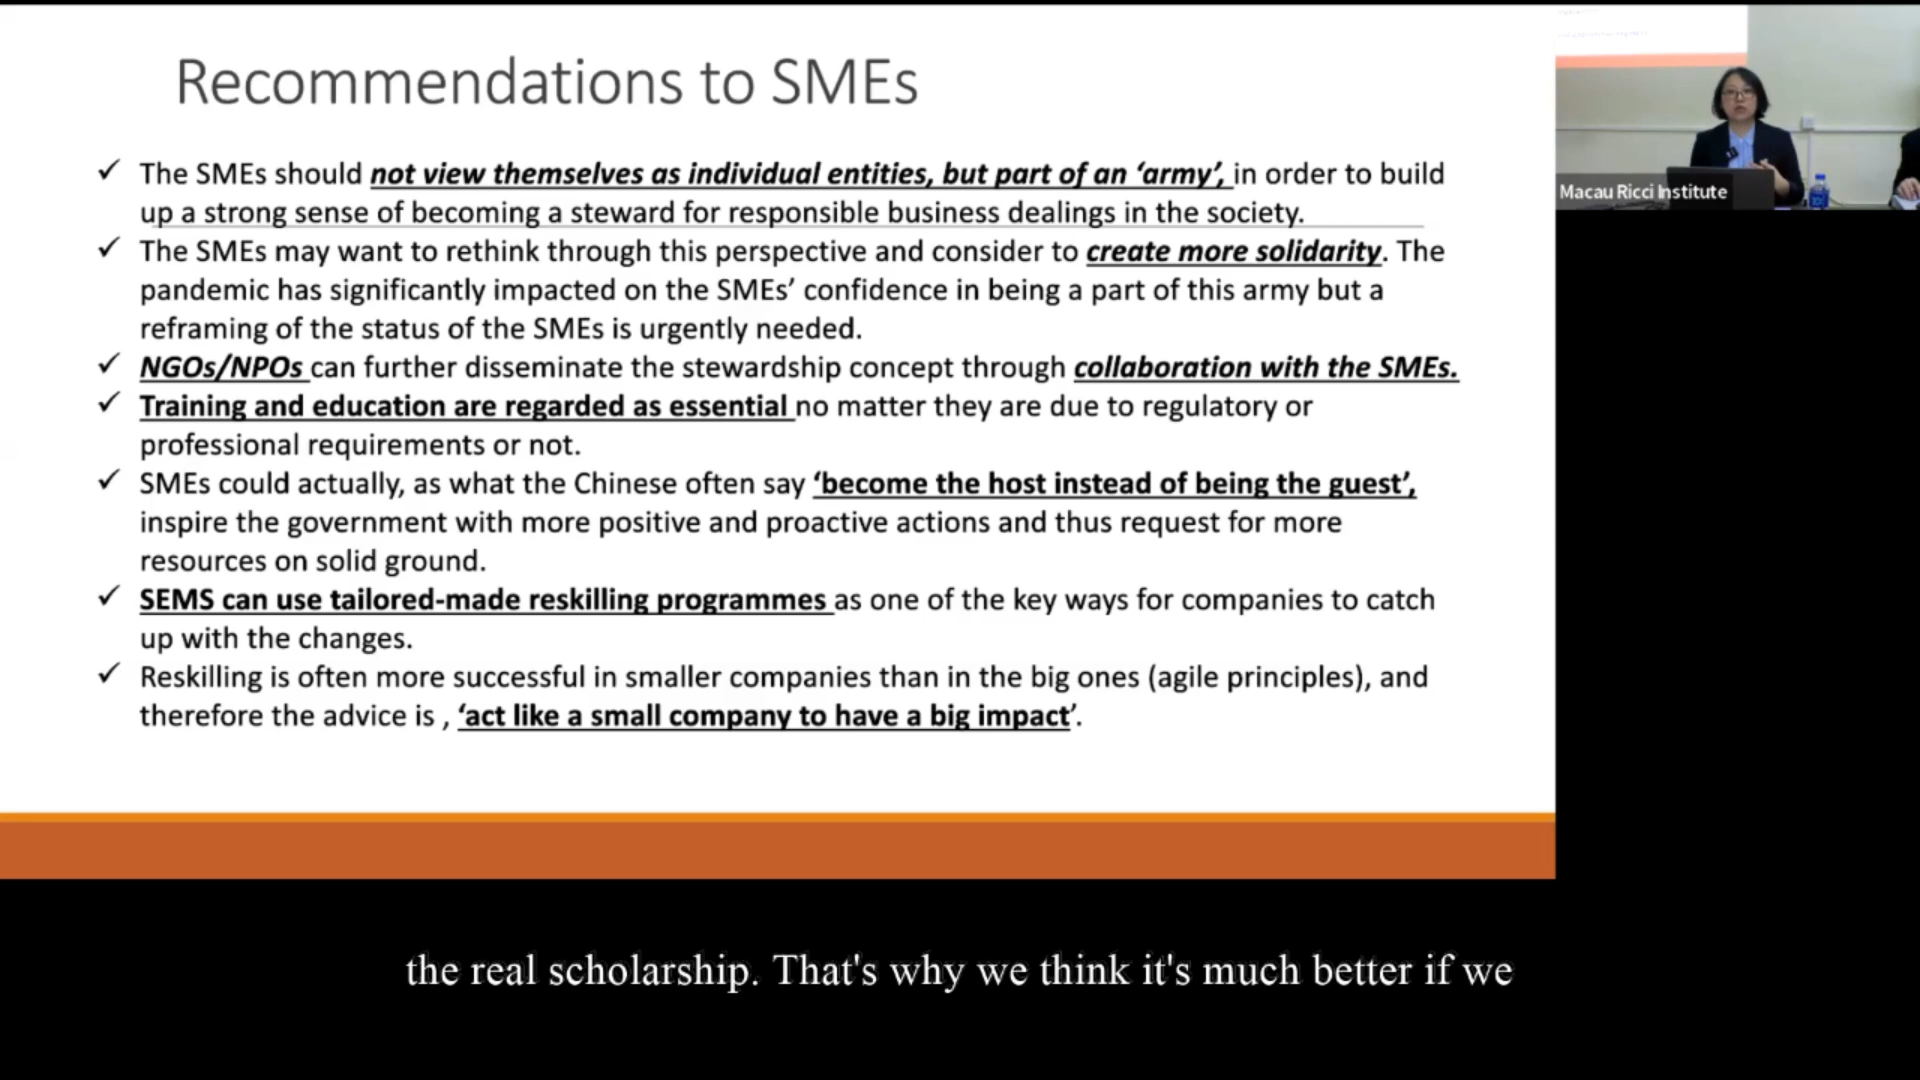 Recommendations to SMEs
✓ The SMEs should not view themselves as individual entities, but part of an ‘army’, in order to build
up a strong sense of becoming a steward for responsible business dealings in the society.
✓ The SMEs may want to rethink through this perspective and consider to create more solidarity. The
pandemic has significantly impacted on the SMEs’ confidence in being a part of this army but a
reframing of the status of the SMEs is urgently needed.
✓ NGOs/NPOs can further disseminate the stewardship concept through collaboration with the SMEs.
✓ Training and education are regarded as essential no matter they are due to regulatory or
professional requirements or not.
✓ SMEs could actually, as what the Chinese often say ‘become the host instead of being the guest’,
inspire the government with more positive and proactive actions and thus request for more
resources on solid ground.
✓ SEMS can use tailored-made reskilling programmes as one of the key ways for companies to catch
up with the changes.
✓ Reskilling is often more successful in smaller companies than in the big ones (agile principles), and
therefore the advice is , ‘act like a small company to have a big impact’.
Macau Ricci Institute
the real scholarship. That's why we think it's much better if we